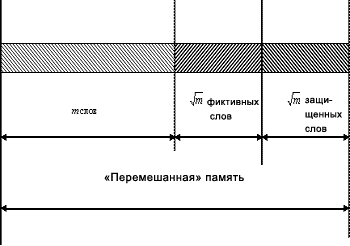 m слов
√m фиктивных
слов
√m защи-
щенных
слов
«Перемешанная» память